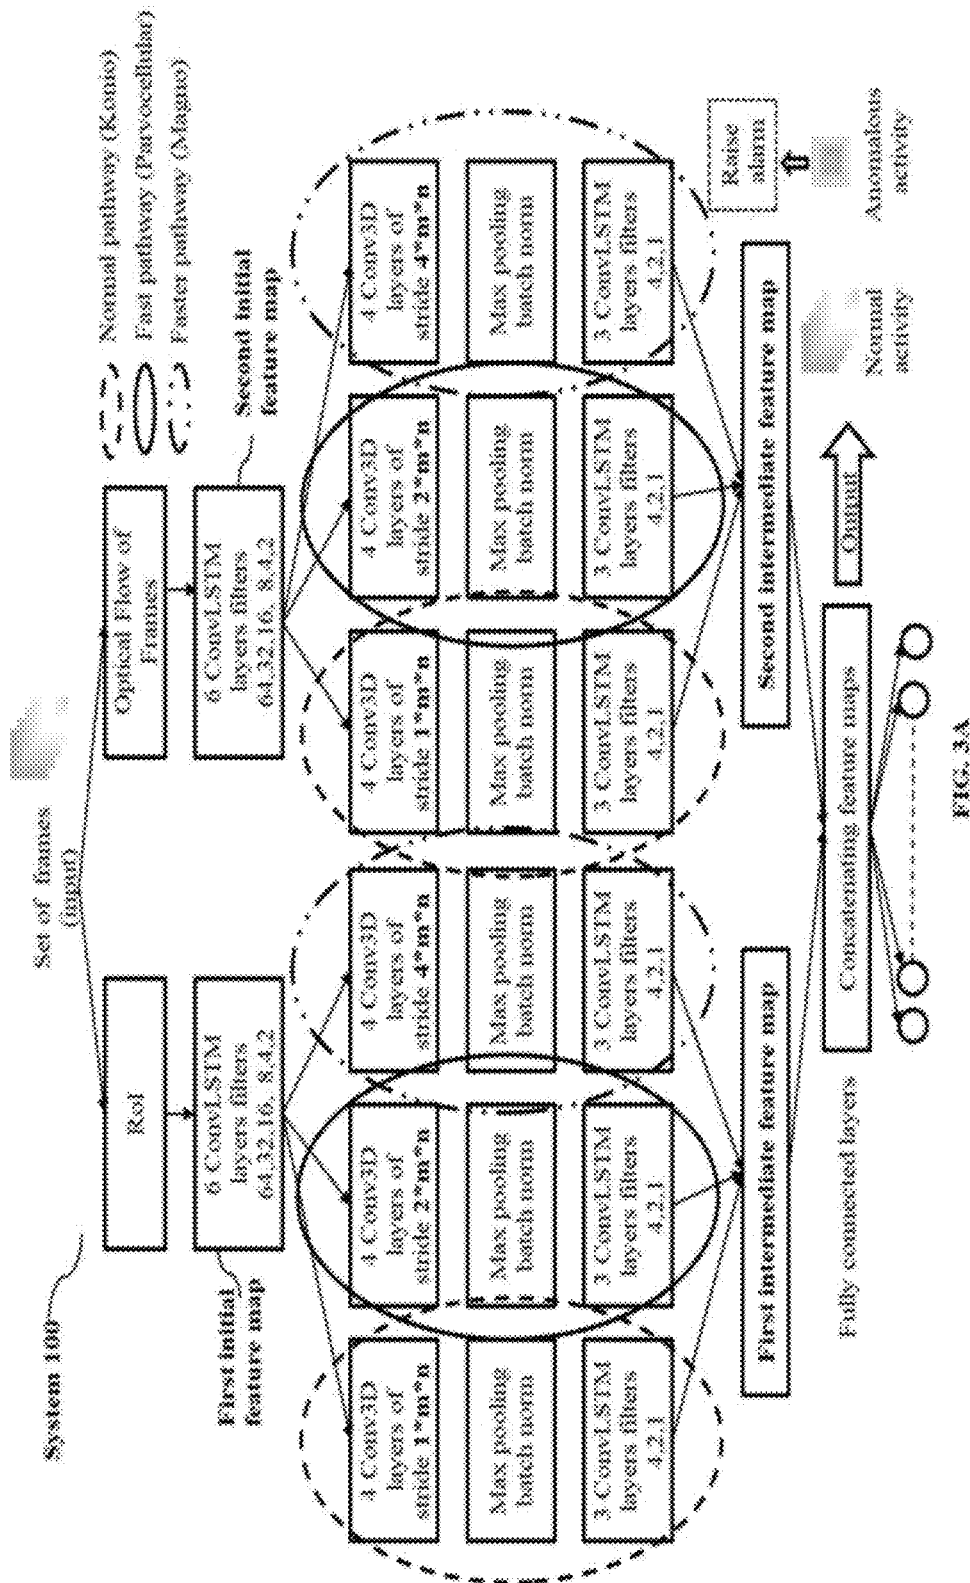 System 100
Set of frames
(input)
Normal pathway (Konio)
Fast pathway (Parvocellular)
Faster pathway (Magno)
RoI
Optical Flow of
Frames
First initial
feature map
6 ConvLSTM
layers filters
64.32.16, 8.4.2
6 ConvLSTM
layers filters
64.32.16, 8.4.2
Second initial
feature map
4 Conv3D
layers of
stride 1*m*n
4 Conv3D
layers of
stride 2*m*n
4 Conv3D
layers of
stride 4*m*n
4 Conv3D
layers of
stride 1*m*n
4 Conv3D
layers of
stride 2*m*n
4 Conv3D
layers of
stride 4*m*n
Max pooling
batch norm
Max pooling
batch norm
Max pooling
batch norm
Max pooling
batch norm
Max pooling
batch norm
Max pooling
batch norm
3 ConvLSTM
layers filters
4.2.1
3 ConvLSTM
layers filters
4.2.1
3 ConvLSTM
layers filters
4.2.1
3 ConvLSTM
layers filters
4.2.1
3 ConvLSTM
layers filters
4.2.1
3 ConvLSTM
layers filters
4.2.1
First intermediate feature map
Second intermediate feature map
Raise
alarm
Fully connected layers
Concatenating feature maps
Output
Normal
activity
Anomalous
activity
FIG. 3A